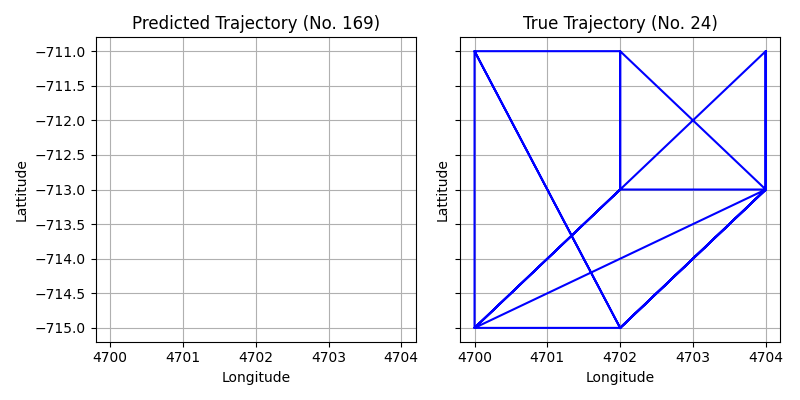 Predicted Trajectory (No. 169)
True Trajectory (No. 24)
−711.0
−711.5
−712.0
−712.5
−713.0
−713.5
−714.0
−714.5
−715.0
Lattitude
Lattitude
4700 4701 4702 4703 4704
4700 4701 4702 4703 4704
Longitude
Longitude